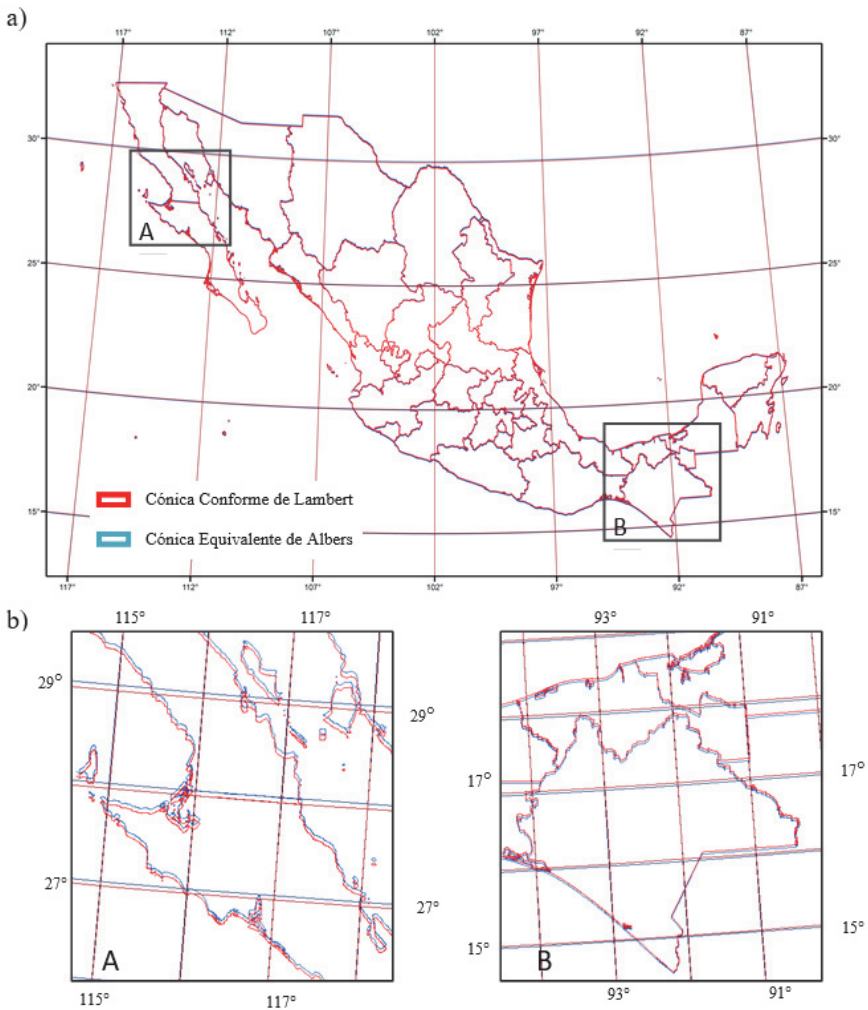 a)
117° 112° 107° 102° 97° 92° 87°
30° 30°
A
25° 25°
20° 20°
Cónica Conforme de Lambert
15° B 15°
Cónica Equivalente de Albers
117° 112° 107° 102° 97° 92° 87°
b)
115° 117° 93° 91°
29° 29°
17° 17°
27° 27°
15° 15°
A B
115° 117° 93° 91°